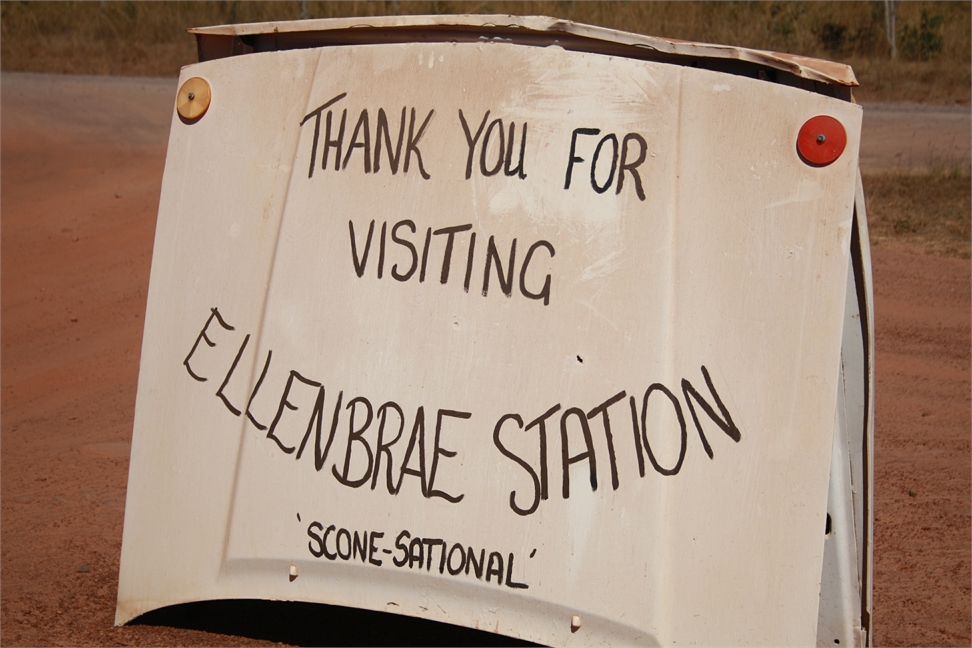 THANK YOU FOR
VISITING
ELLENBRAE STATION
'SCONE-SATIONAL'